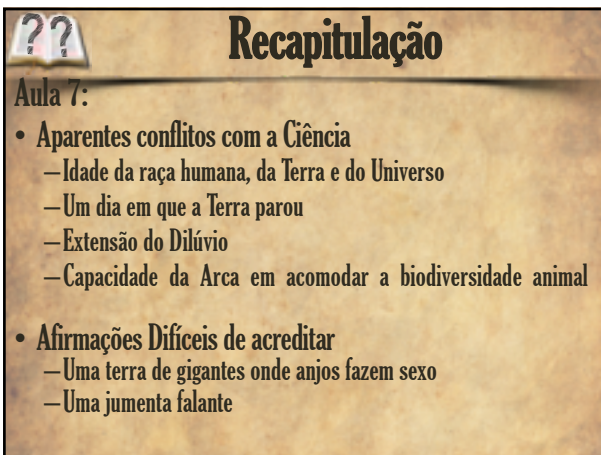 ??
Recapitulação
Aula 7:
• Aparentes conflitos com a Ciência
–Idade da raça humana, da Terra e do Universo
–Um dia em que a Terra parou
–Extensão do Dilúvio
–Capacidade da Arca em acomodar a biodiversidade animal
• Afirmações Difíceis de acreditar
–Uma terra de gigantes onde anjos fazem sexo
–Uma jumenta falante